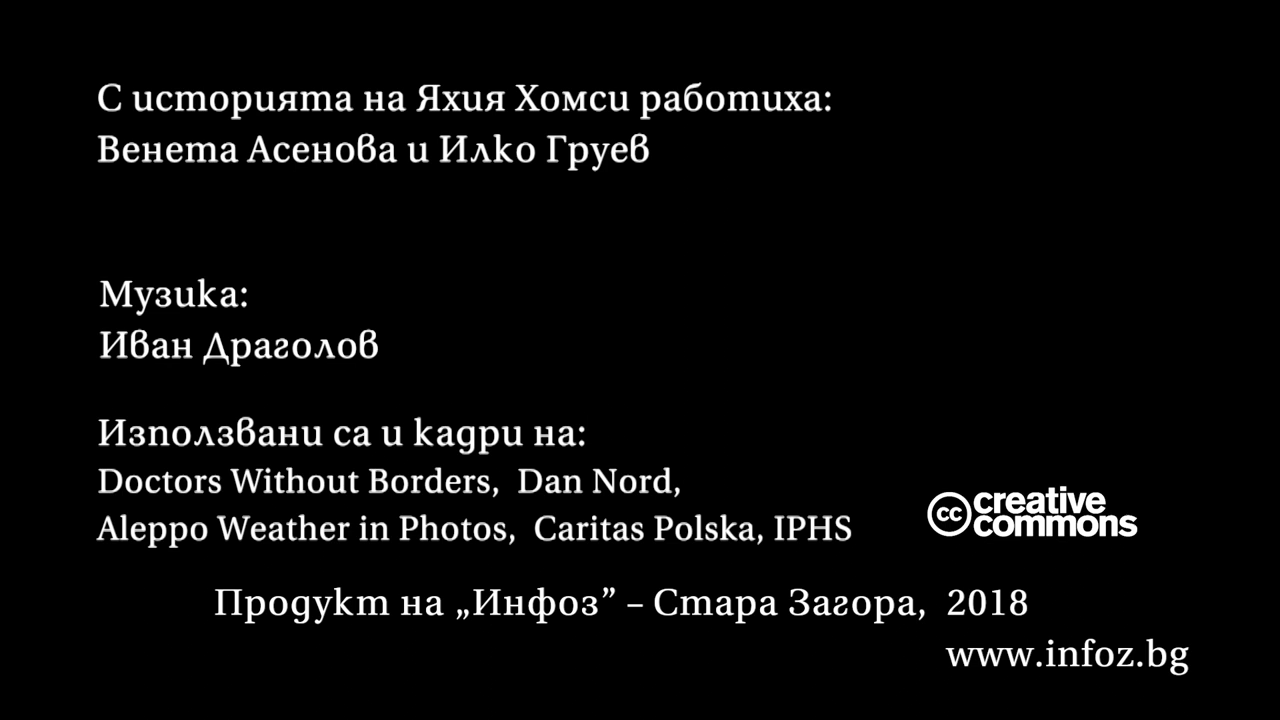 С историята на Яхия Хомси работиха:
Венета Асенова и Илко Груев
Музика:
Иван Драголов
Използвани са и кадри на:
Doctors Without Borders, Dan Nord,
Aleppo Weather in Photos, Caritas Polska, IPHS
cc creative commons
Продукт на „Инфоз” – Стара Загора, 2018
www.infoz.bg